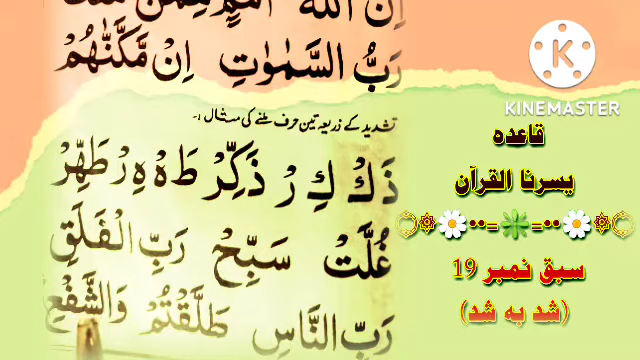 اِنَّ اللّٰهَ
رَبُّ السَّمٰوٰتِ اِنْ مَّكَّنّٰهُمْ
تشدید کے ذریعہ تین حرف ملنے کی مثال :-
ذَكْ كِ رْ ذَكِّرْ طَ هْ هِ رْ طَهِّرْ
غُلَّتْ سَبِّحْ رَبِّ الْفَلَقِ
رَبِّ النَّاسِ طَلَّقْتُمْ وَالشَّفْعِ
KINEMASTER
قاعدہ
یسرنا القرآن
سبق نمبر 19
(شد بہ شد)